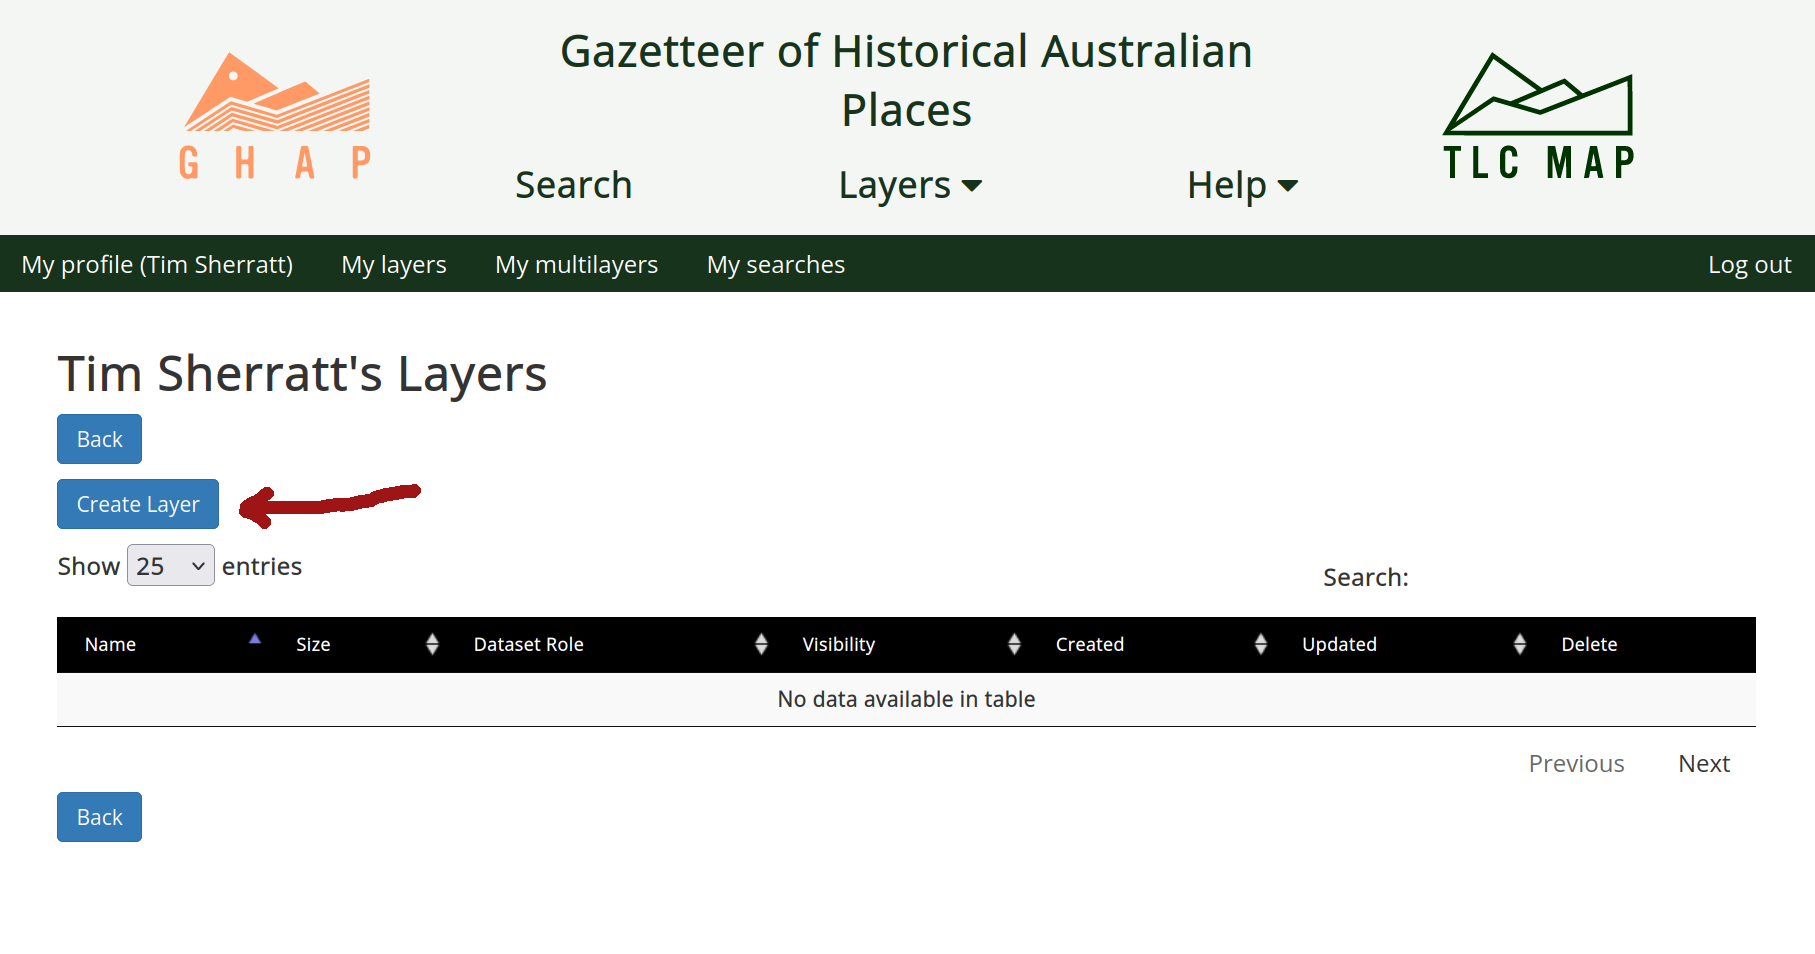 Gazetteer of Historical Australian
Places
GHAP
TLC MAP
Search Layers Help
My profile (Tim Sherratt) My layers My multilayers My searches Log out
Tim Sherratt's Layers
Back
Create Layer
Show 25 entries
Search:
Name Size Dataset Role Visibility Created Updated Delete
No data available in table
Previous Next
Back